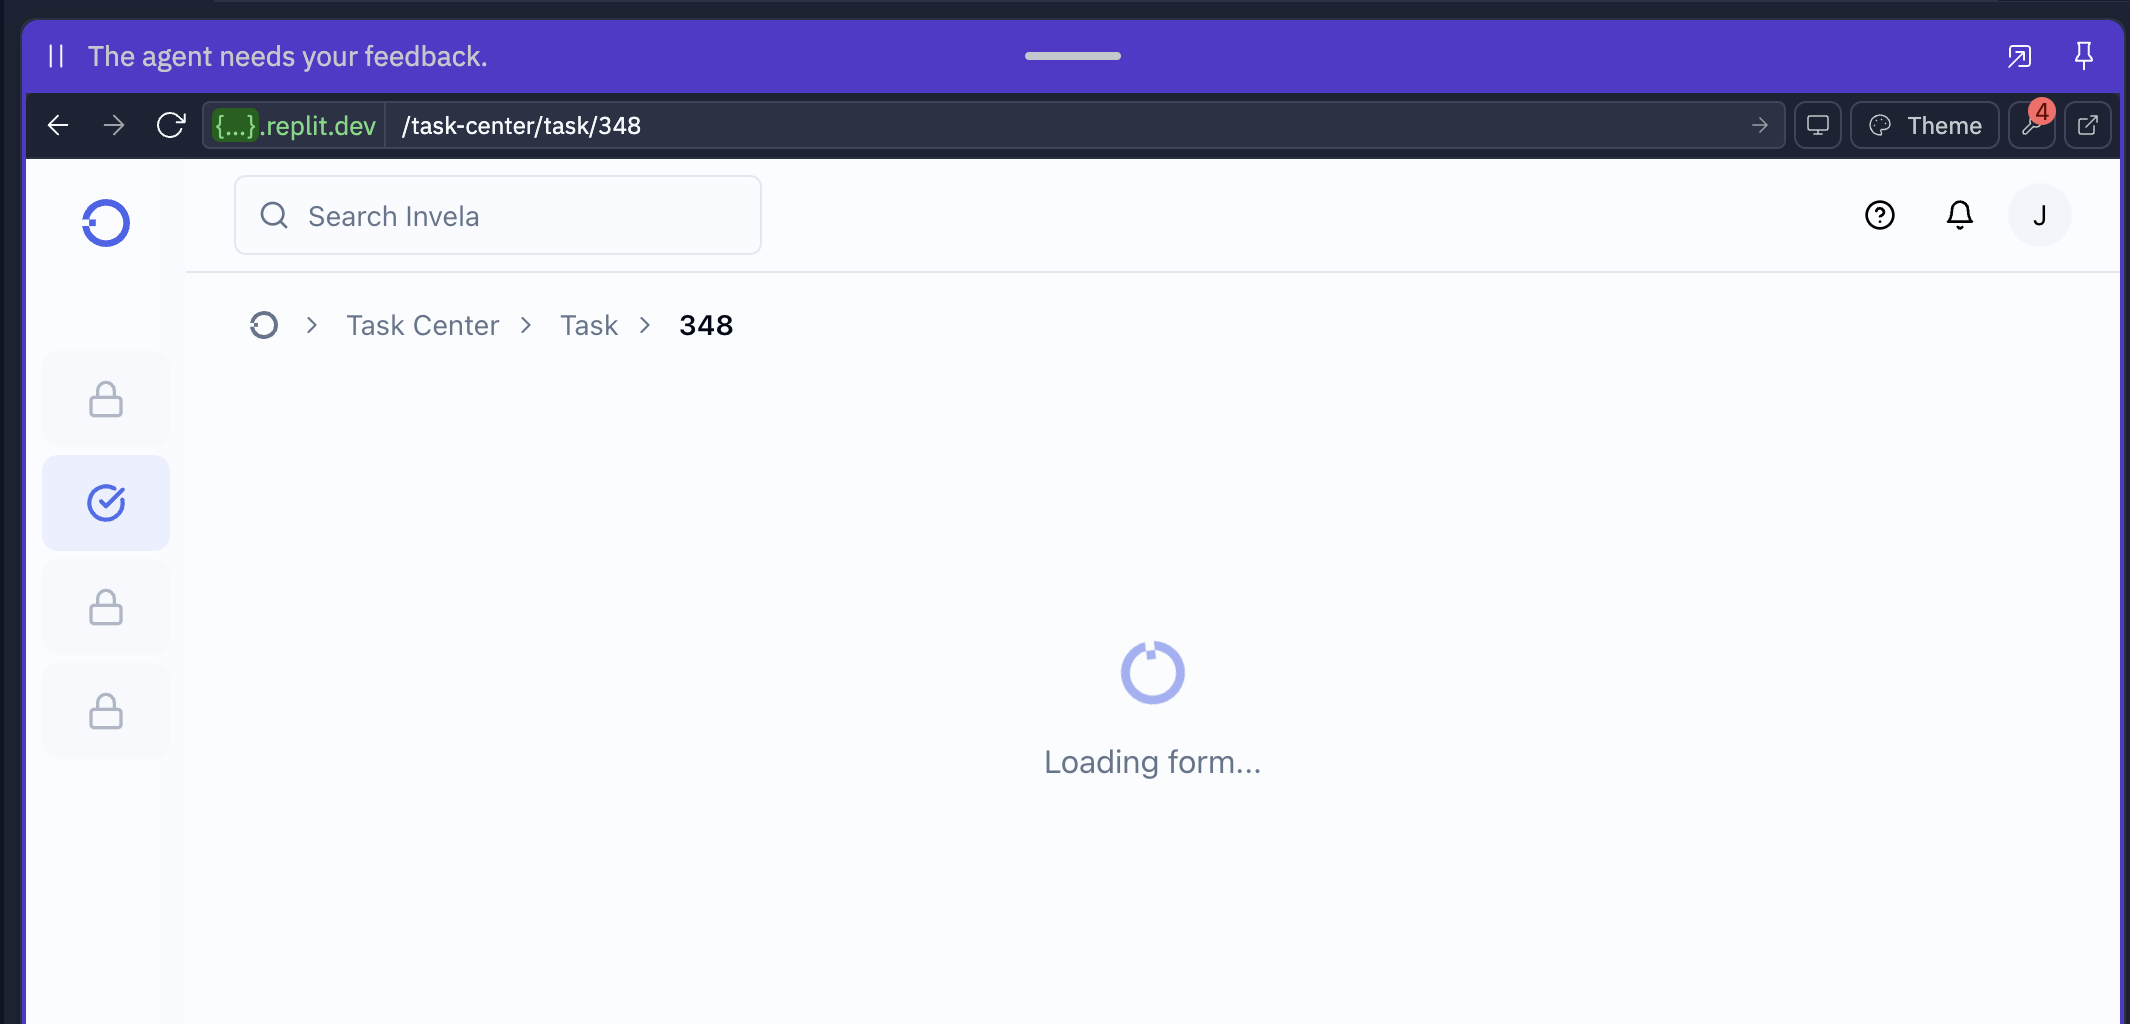 The agent needs your feedback.
{...}.replit.dev /task-center/task/348
Theme
4
Search Invela
J
Task Center > Task > 348
Loading form...